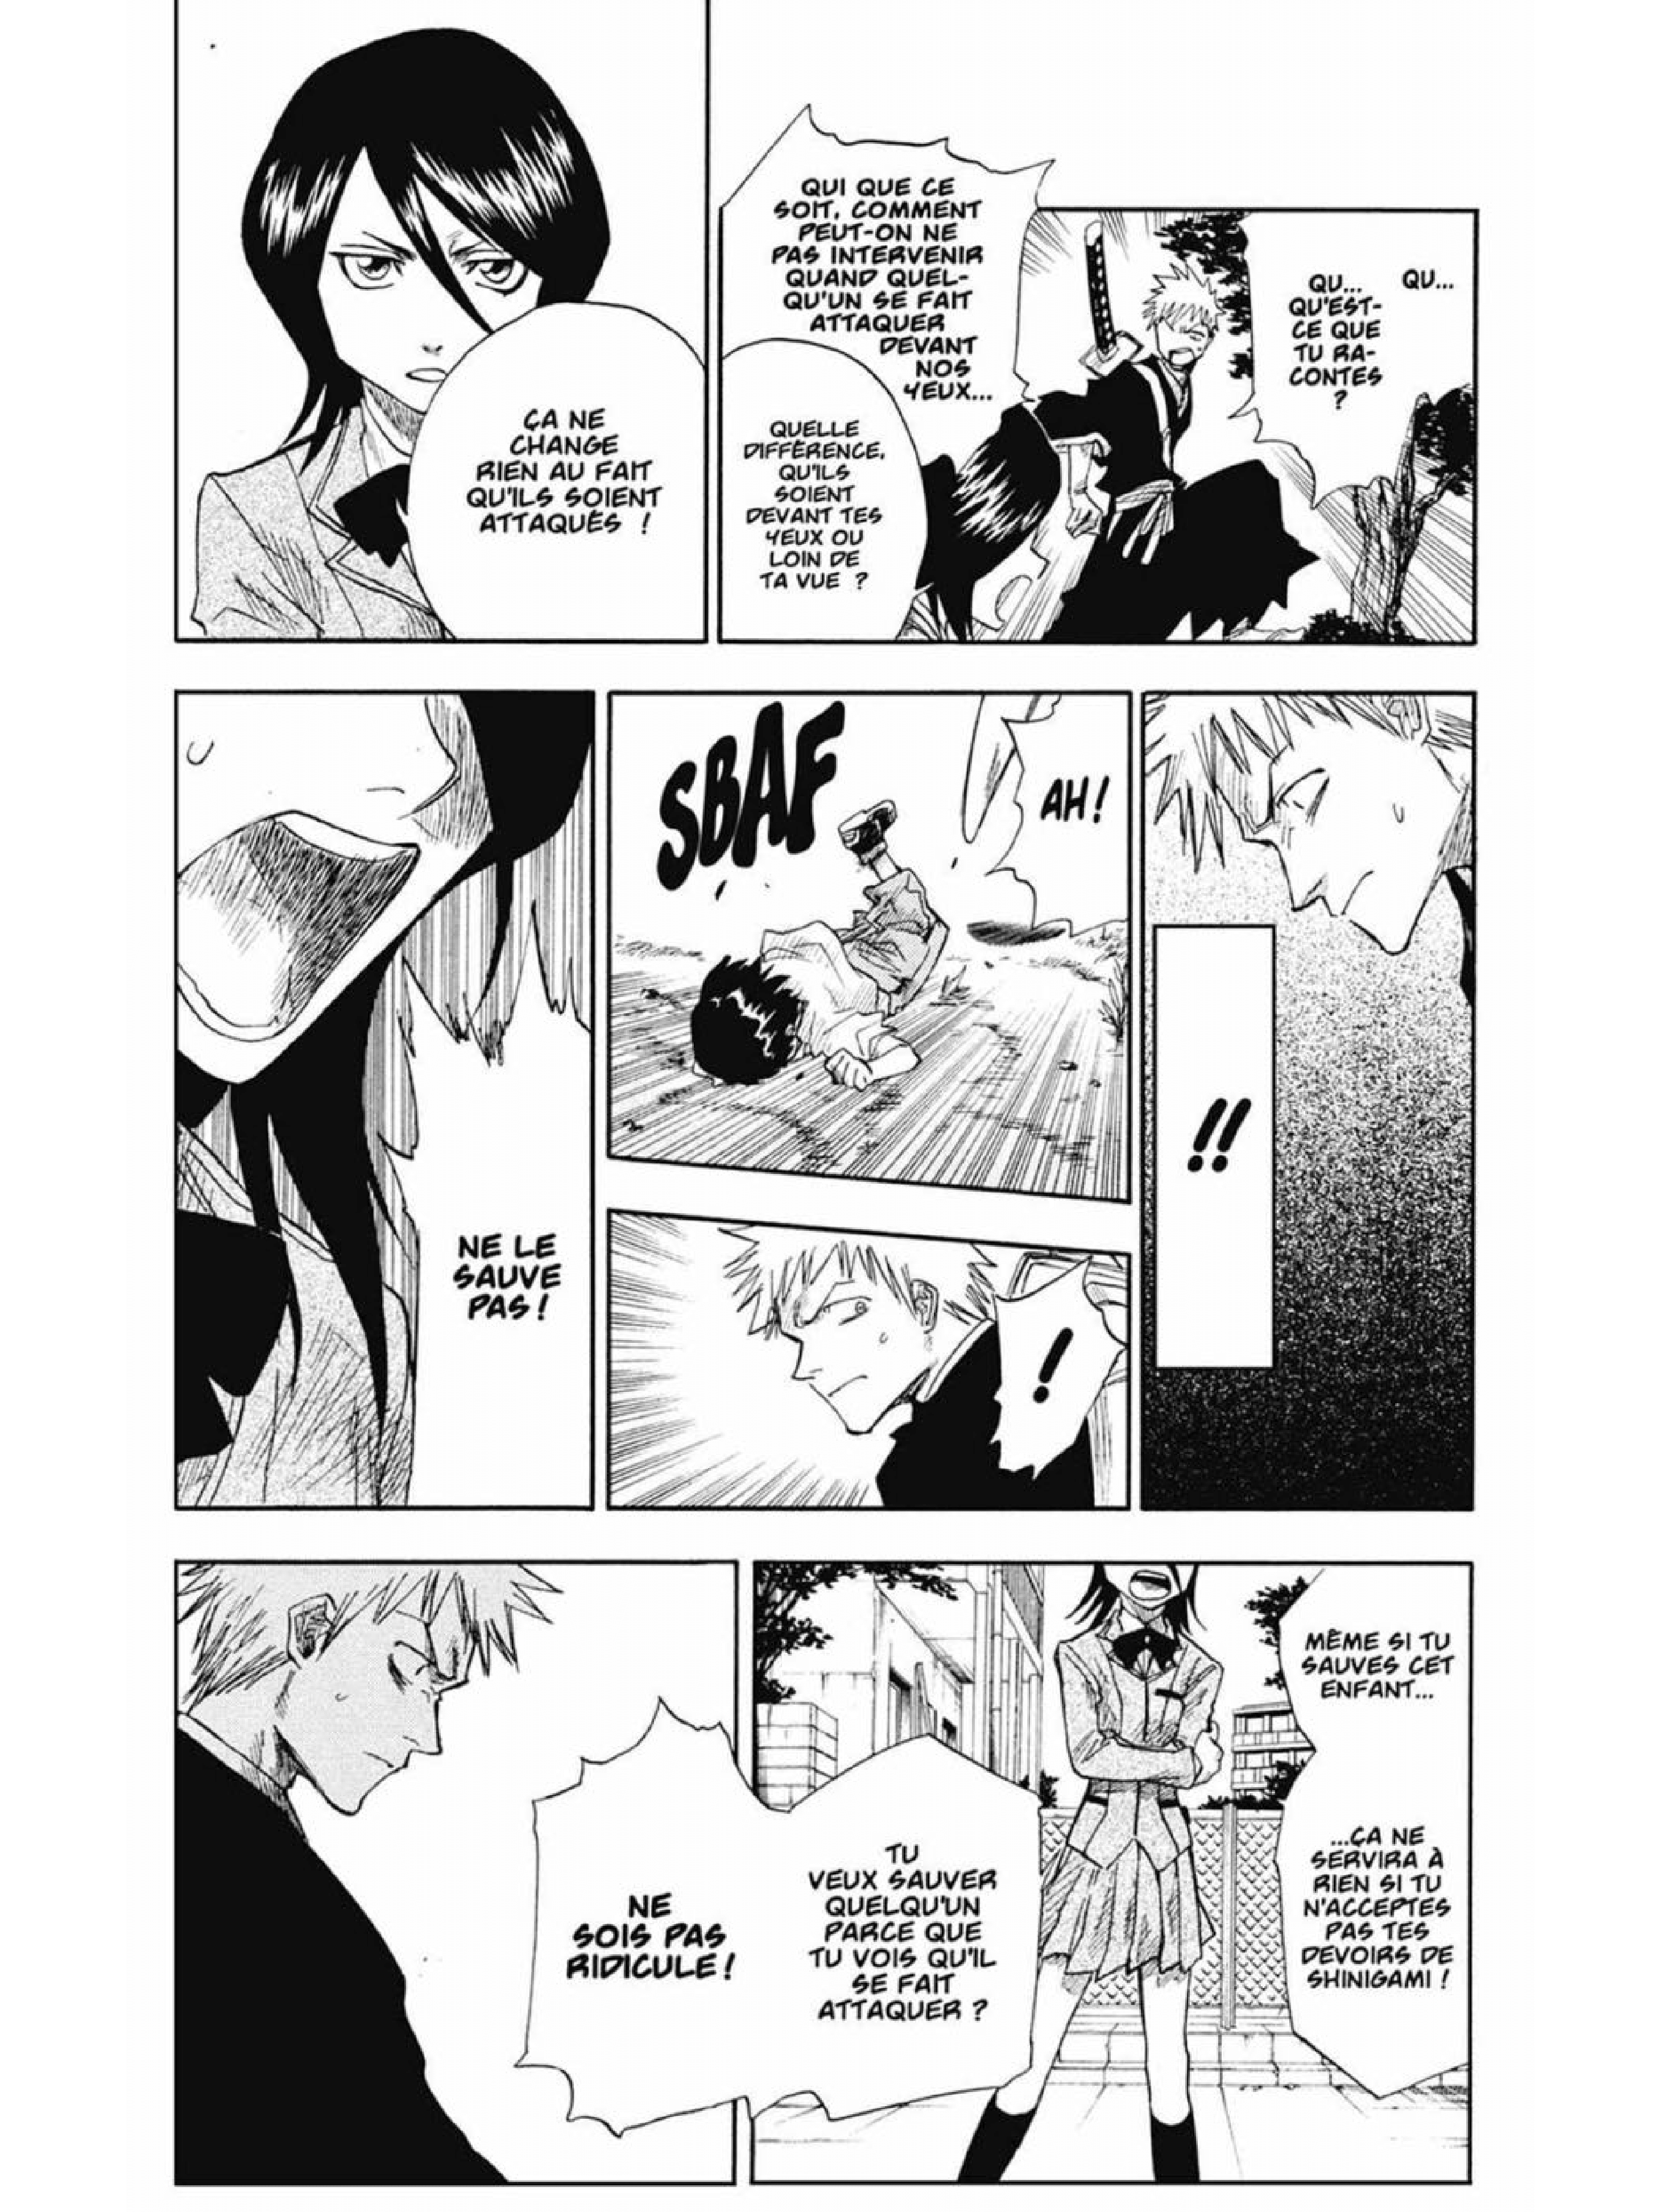 QU...
QU...
QU'EST-
CE QUE
TU RA-
CONTES
?
QUI QUE CE
SOIT, COMMENT
PEUT-ON NE
PAS INTERVENIR
QUAND QUEL-
QU'UN SE FAIT
ATTAQUER
DEVANT
NOS
YEUX...
QUELLE
DIFFÉRENCE,
QU'ILS
SOIENT
DEVANT TES
YEUX OU
LOIN DE
TA VUE ?
ÇA NE
CHANGE
RIEN AU FAIT
QU'ILS SOIENT
ATTAQUÉS !
!!
AH!
SBAF
!
NE LE
SAUVE
PAS!
MÊME SI TU
SAUVES CET
ENFANT...
...ÇA NE
SERVIRA À
RIEN SI TU
N'ACCEPTES
PAS TES
DEVOIRS DE
SHINIGAMI !
TU
VEUX SAUVER
QUELQU'UN
PARCE QUE
TU VOIS QU'IL
SE FAIT
ATTAQUER ?
NE
SOIS PAS
RIDICULE!